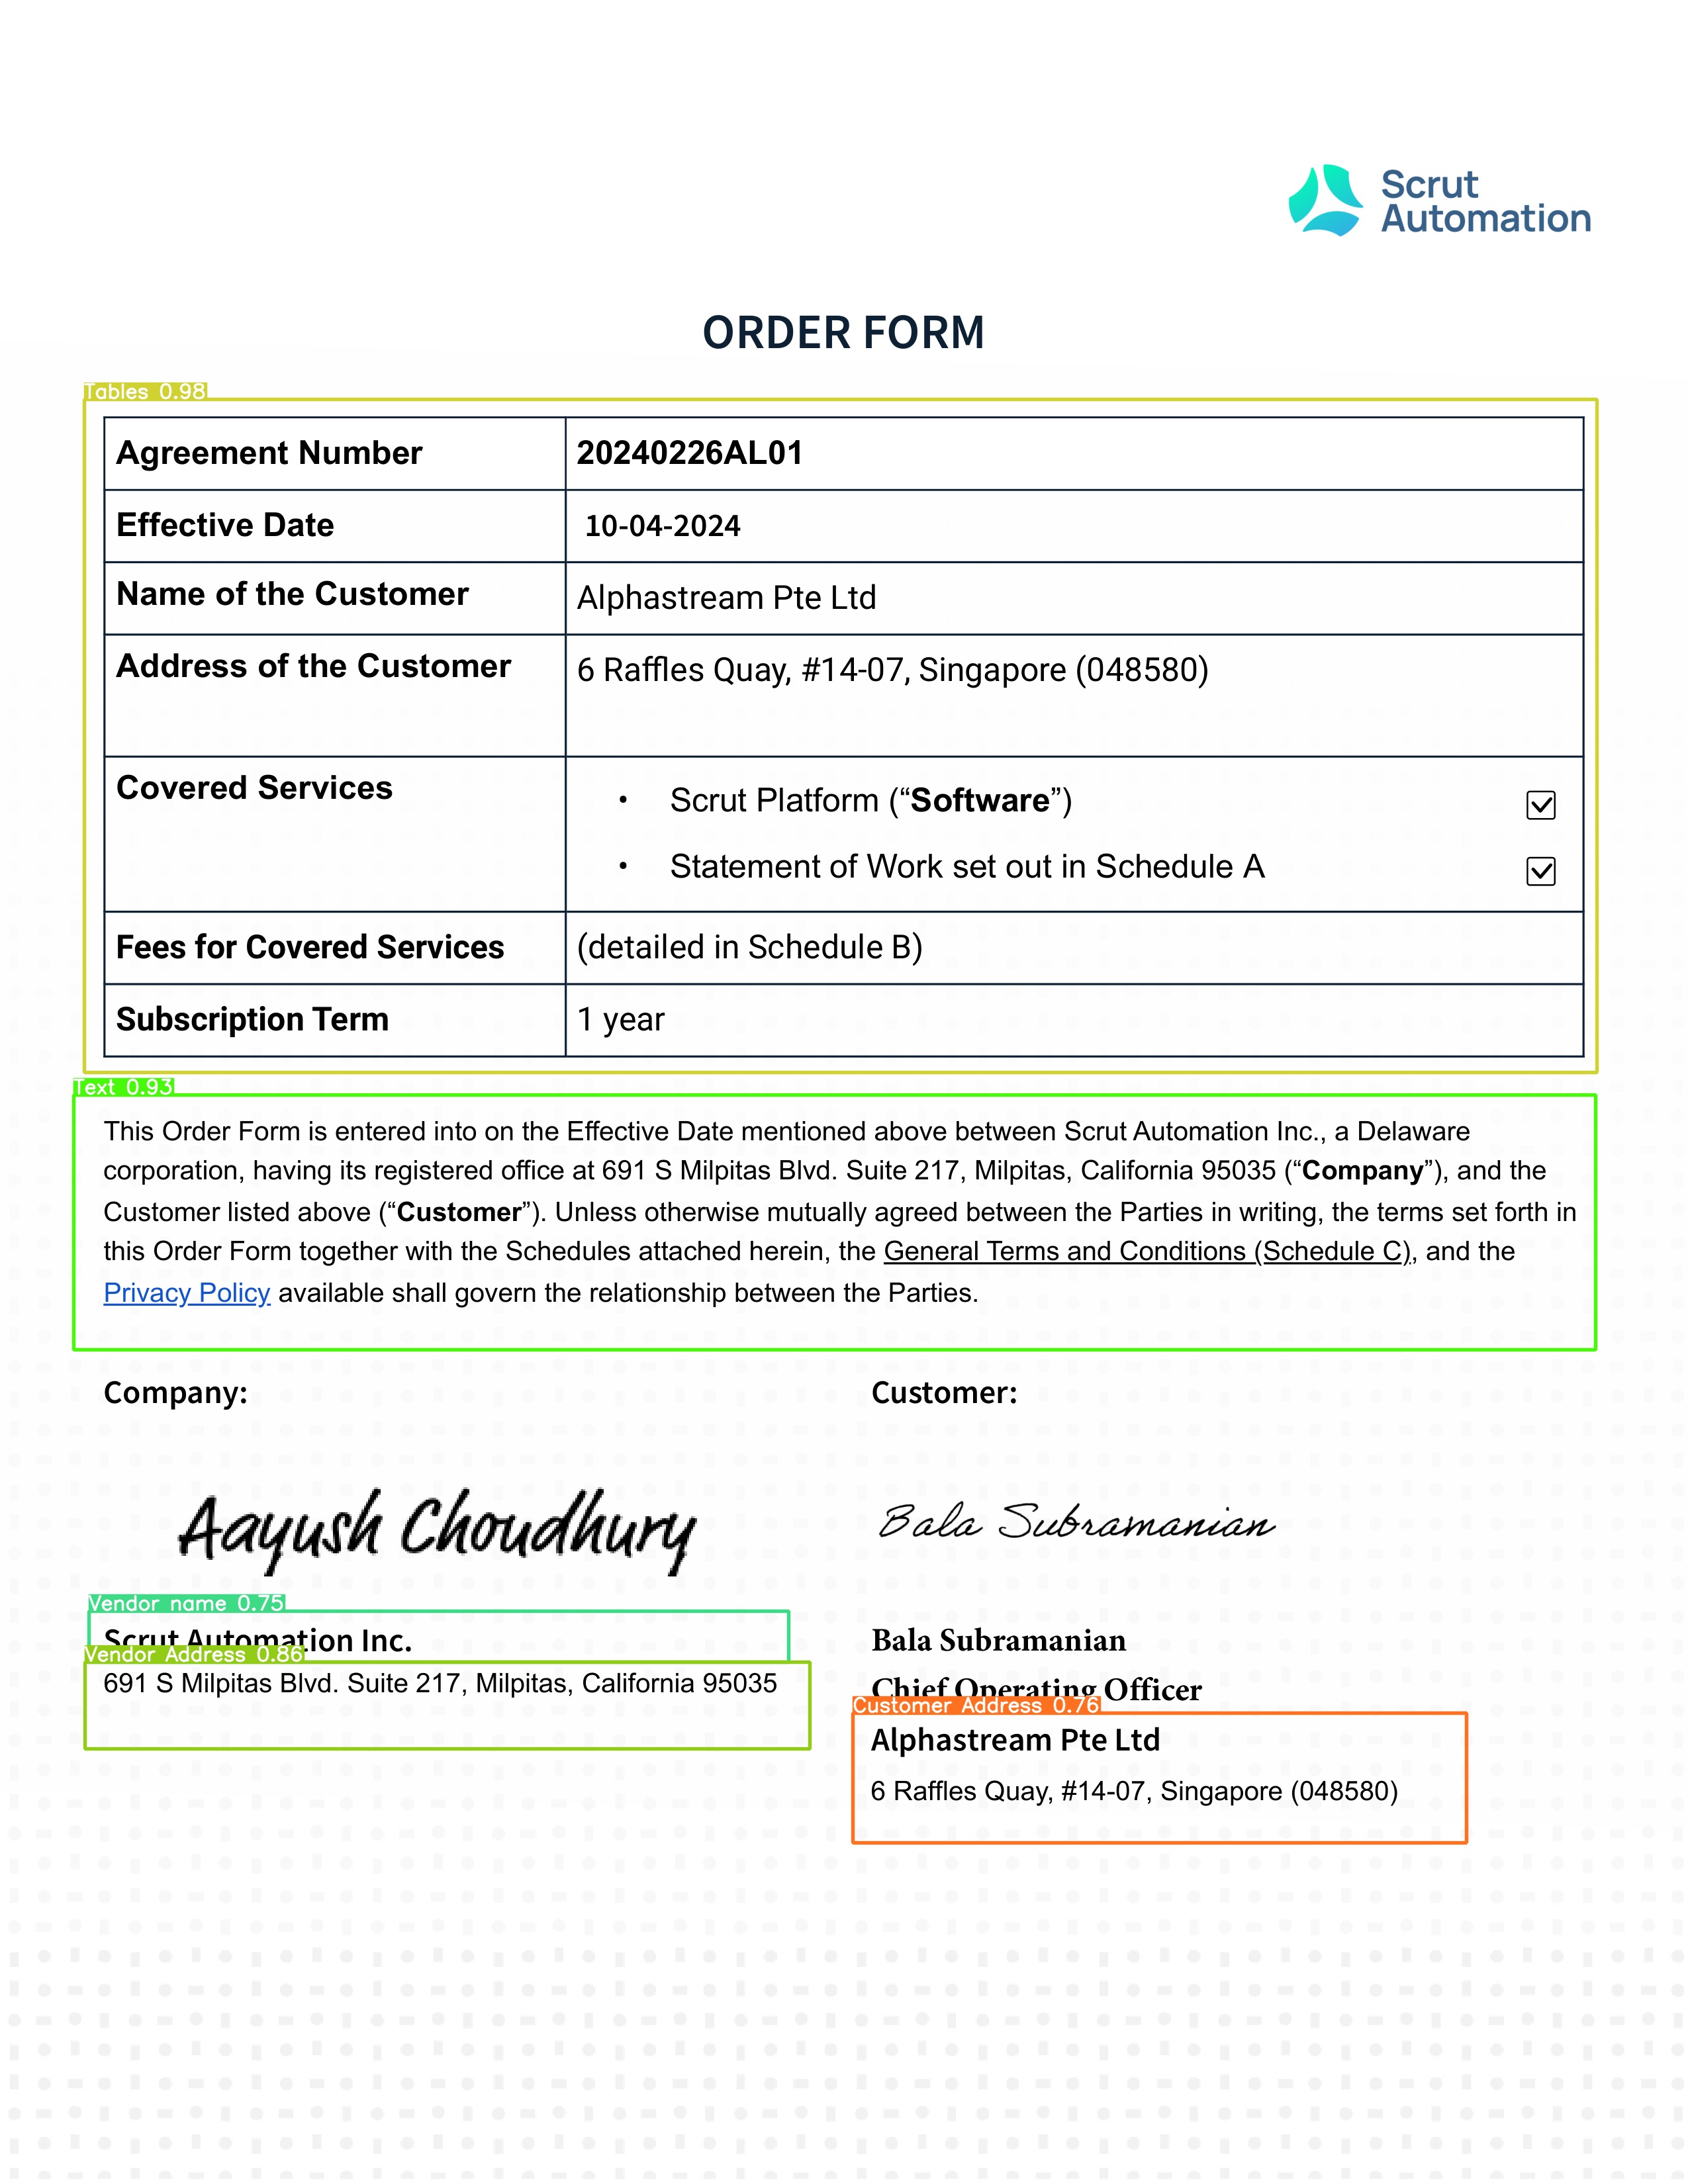 Scrut
Automation
ORDER FORM
Tables 0.98
Agreement Number 20240226AL01
Effective Date 10-04-2024
Name of the Customer Alphastream Pte Ltd
Address of the Customer 6 Raffles Quay, #14-07, Singapore (048580)
Covered Services • Scrut Platform (“Software”) ☑
• Statement of Work set out in Schedule A ☑
Fees for Covered Services (detailed in Schedule B)
Subscription Term 1 year
Text 0.93
This Order Form is entered into on the Effective Date mentioned above between Scrut Automation Inc., a Delaware
corporation, having its registered office at 691 S Milpitas Blvd. Suite 217, Milpitas, California 95035 (“Company”), and the
Customer listed above (“Customer”). Unless otherwise mutually agreed between the Parties in writing, the terms set forth in
this Order Form together with the Schedules attached herein, the General Terms and Conditions (Schedule C), and the
Privacy Policy available shall govern the relationship between the Parties.
Company: Customer:
Aayush Choudhury Bala Subramanian
Vendor name 0.75
Scrut Automation Inc. Bala Subramanian
Vendor Address 0.86
691 S Milpitas Blvd. Suite 217, Milpitas, California 95035 Chief Operating Officer
Customer Address 0.76
Alphastream Pte Ltd
6 Raffles Quay, #14-07, Singapore (048580)